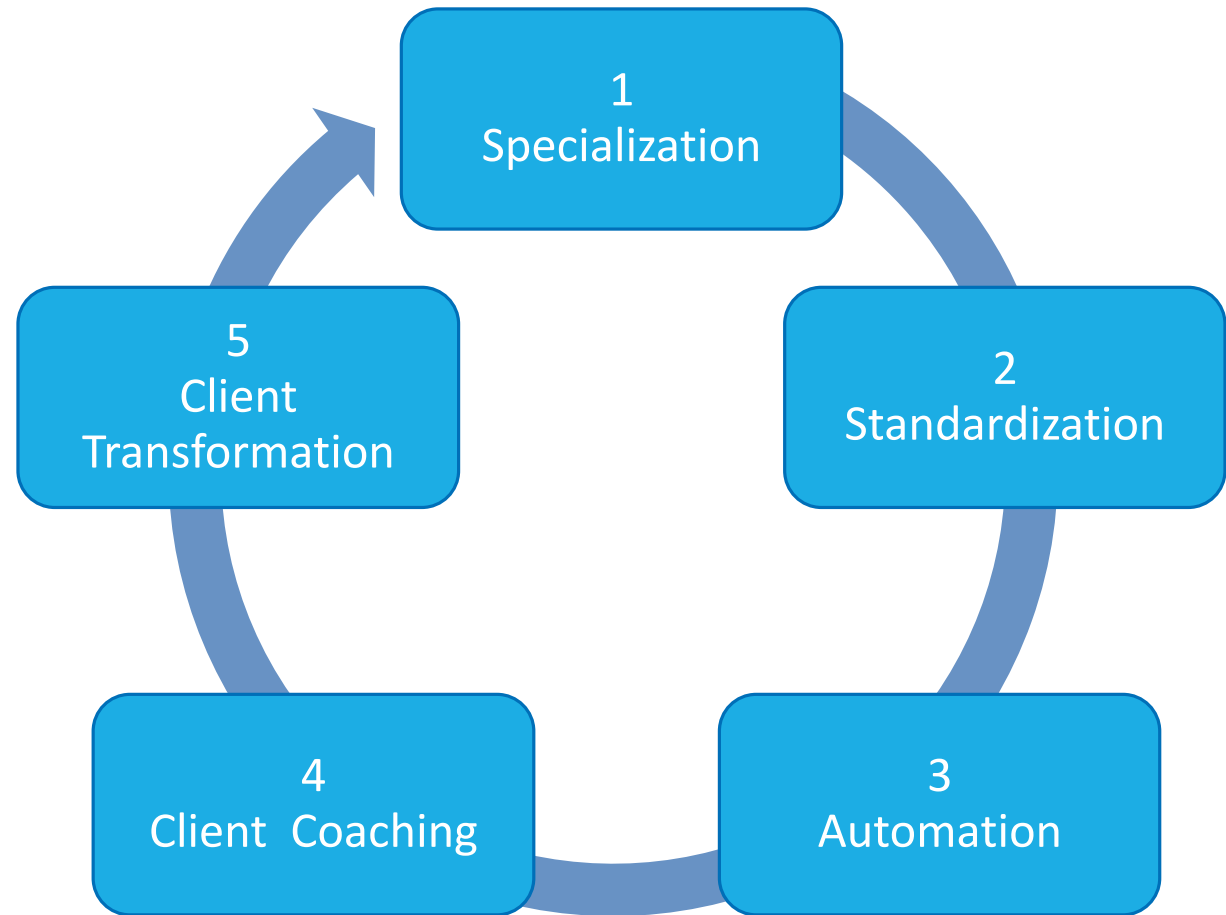 1
Specialization
2
Standardization
3
Automation
4
Client  Coaching
5
Client
Transformation